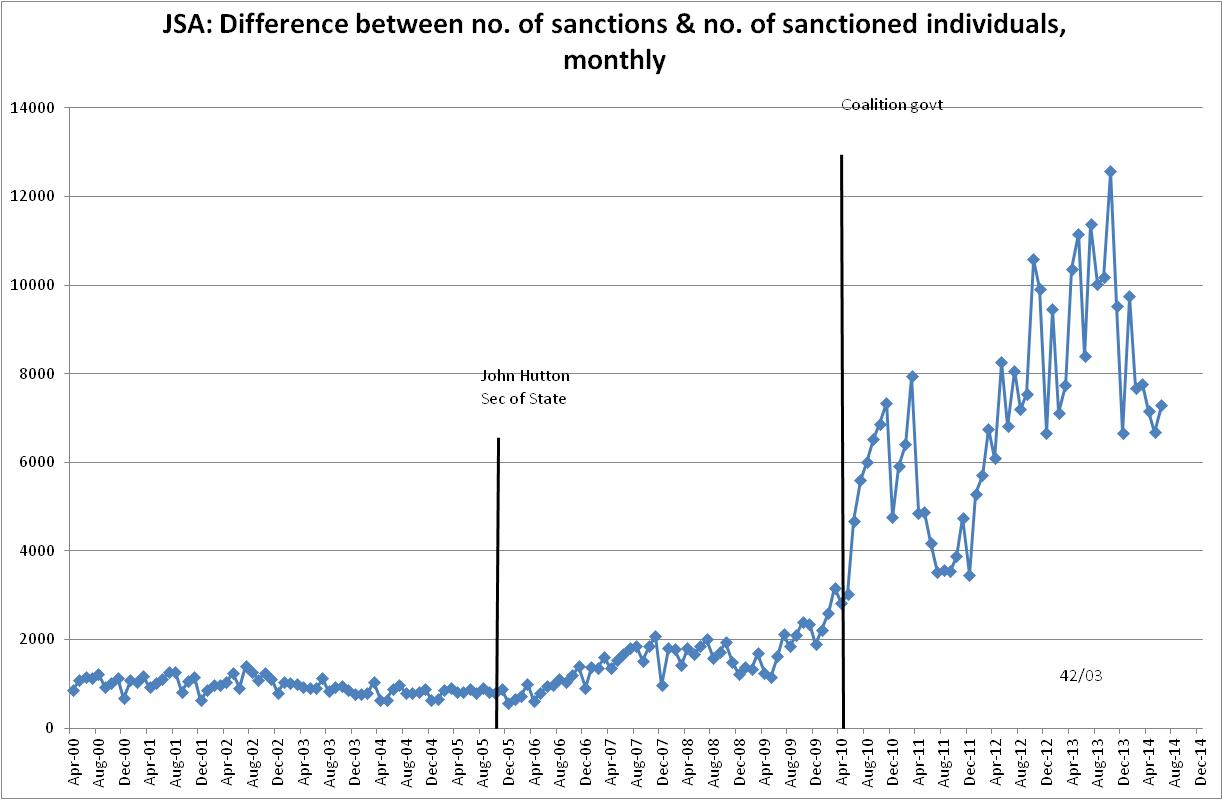 JSA: Difference between no. of sanctions & no. of sanctioned individuals,
monthly
14000
12000
10000
8000
6000
4000
2000
0
Coalition govt
John Hutton
Sec of State
42/03
Apr-00
Aug-00
Dec-00
Apr-01
Aug-01
Dec-01
Apr-02
Aug-02
Dec-02
Apr-03
Aug-03
Dec-03
Apr-04
Aug-04
Dec-04
Apr-05
Aug-05
Dec-05
Apr-06
Aug-06
Dec-06
Apr-07
Aug-07
Dec-07
Apr-08
Aug-08
Dec-08
Apr-09
Aug-09
Dec-09
Apr-10
Aug-10
Dec-10
Apr-11
Aug-11
Dec-11
Apr-12
Aug-12
Dec-12
Apr-13
Aug-13
Dec-13
Apr-14
Aug-14
Dec-14